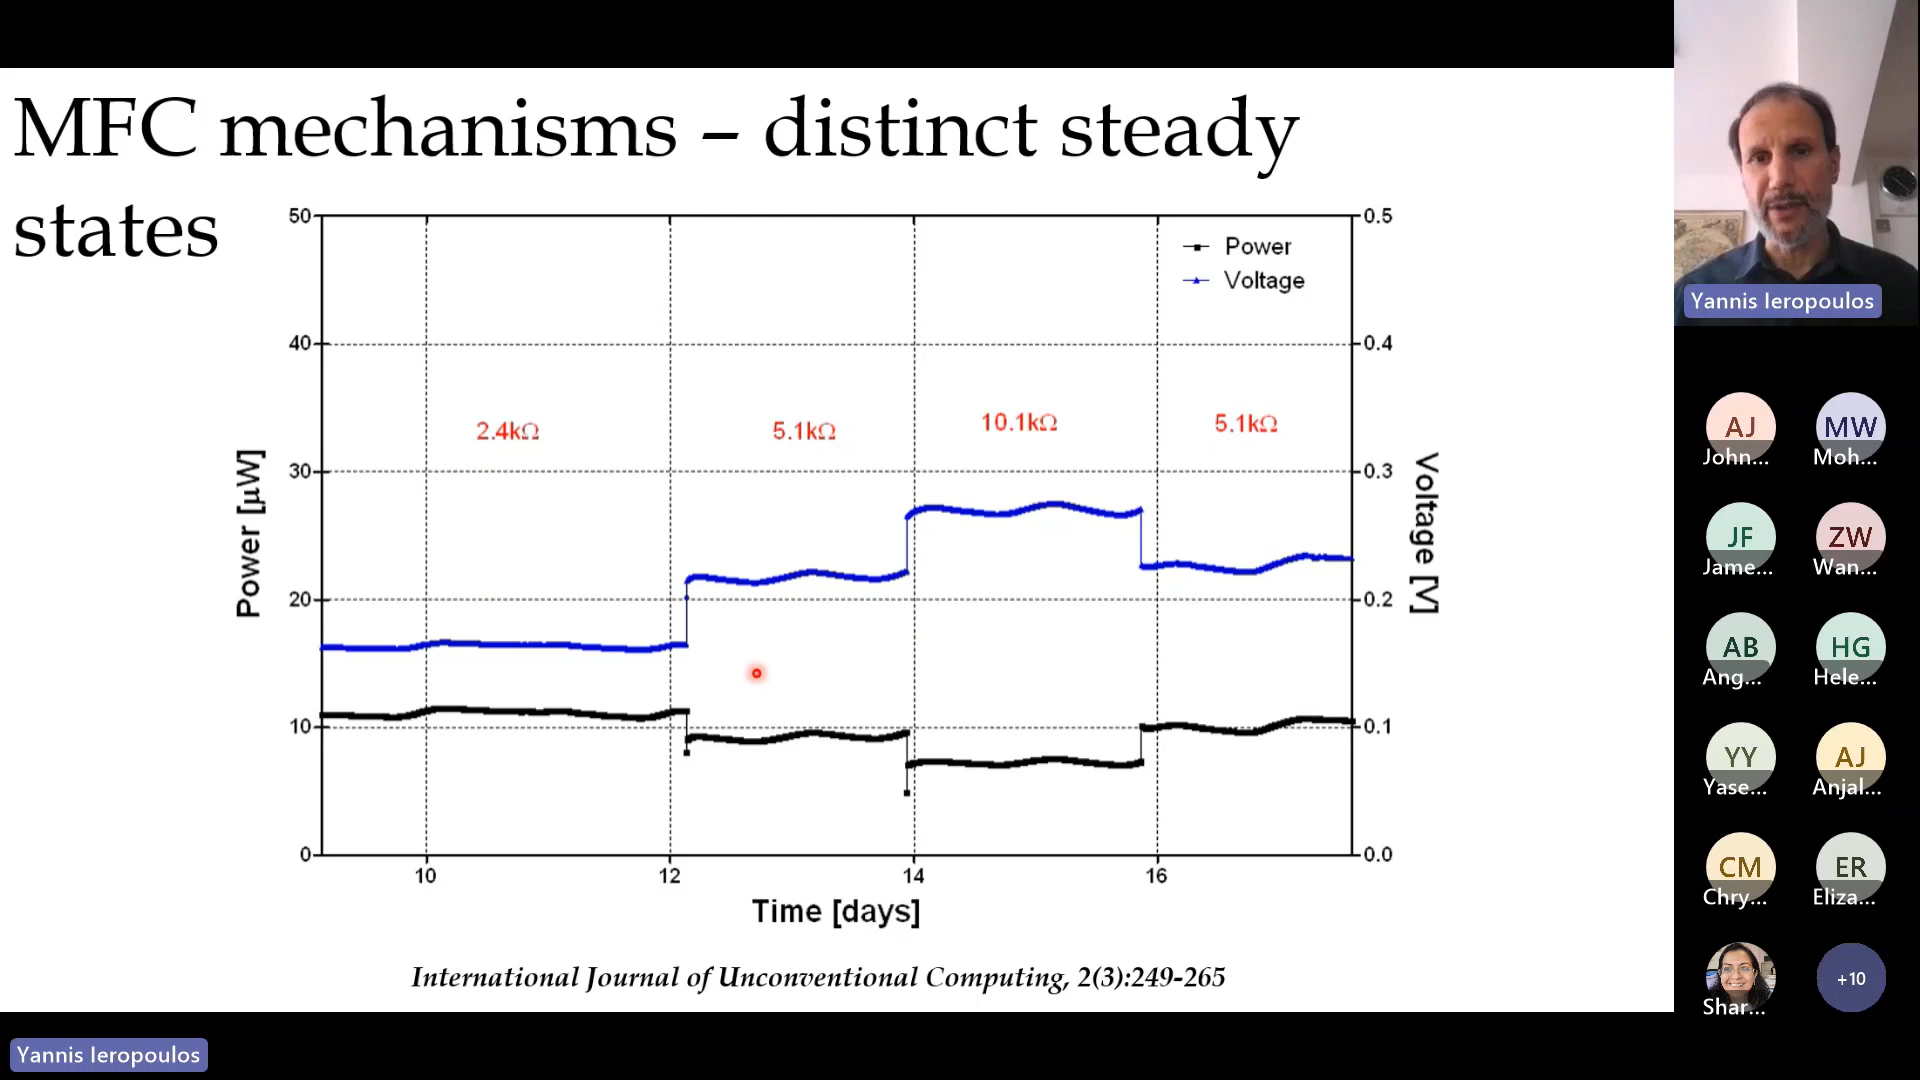 MFC mechanisms – distinct steady
states
50
40
30
20
10
0
0.5
0.4
0.3
0.2
0.1
0.0
Power
Voltage
2.4kΩ
5.1kΩ
10.1kΩ
5.1kΩ
Power [μW]
Voltage [V]
10
12
14
16
Time [days]
International Journal of Unconventional Computing, 2(3):249-265
Yannis Ieropoulos
Yannis Ieropoulos
AJ
John...
MW
Moh...
JF
Jame...
ZW
Wan...
AB
Ang...
HG
Hele...
YY
Yase...
AJ
Anjal...
CM
Chry...
ER
Eliza...
Shar...
+10